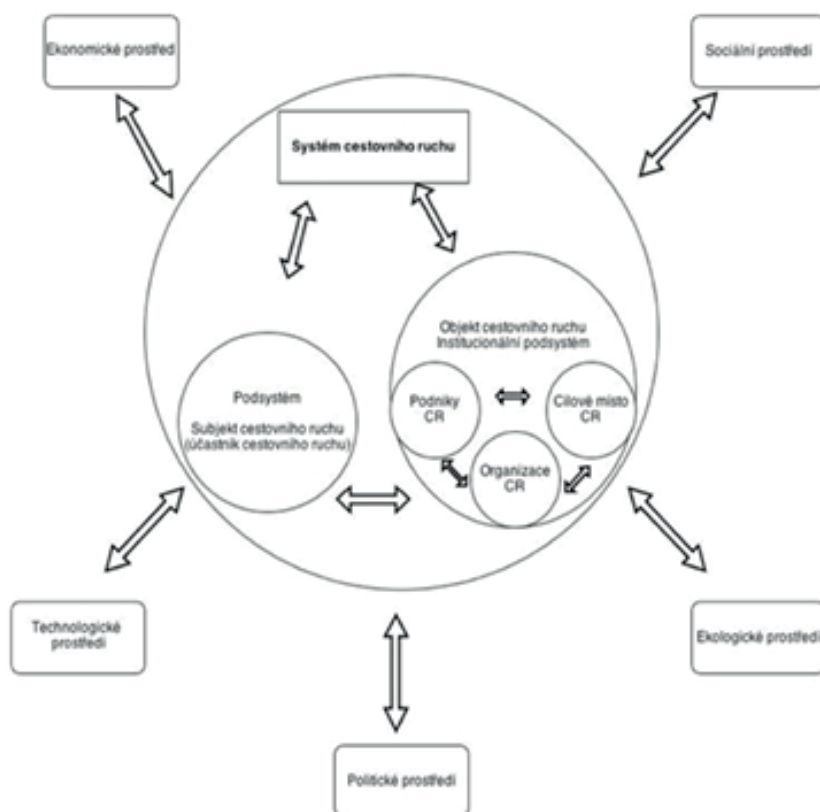 Ekonomické prostřed
Sociální prostředí
Systém cestovního ruchu
Objekt cestovního ruchu
Institucionální podsystém
Podsystém
Subjekt cestovního ruchu
(účastník cestovního ruchu)
Podniky
CR
Cílové místo
CR
Organizace
CR
Technologické
prostředí
Ekologické prostředí
Politické prostředí